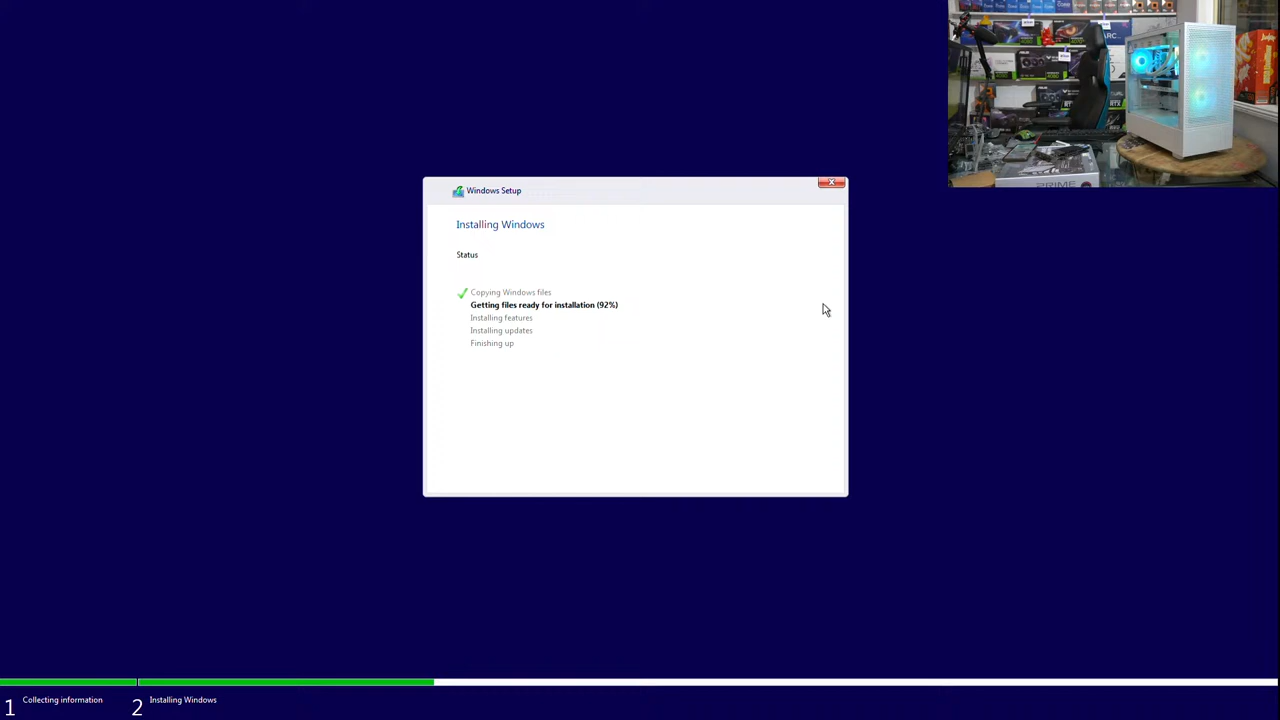 Windows Setup
Installing Windows
Status
Copying Windows files
Getting files ready for installation (92%)
Installing features
Installing updates
Finishing up
1 Collecting information
2 Installing Windows
PRIME